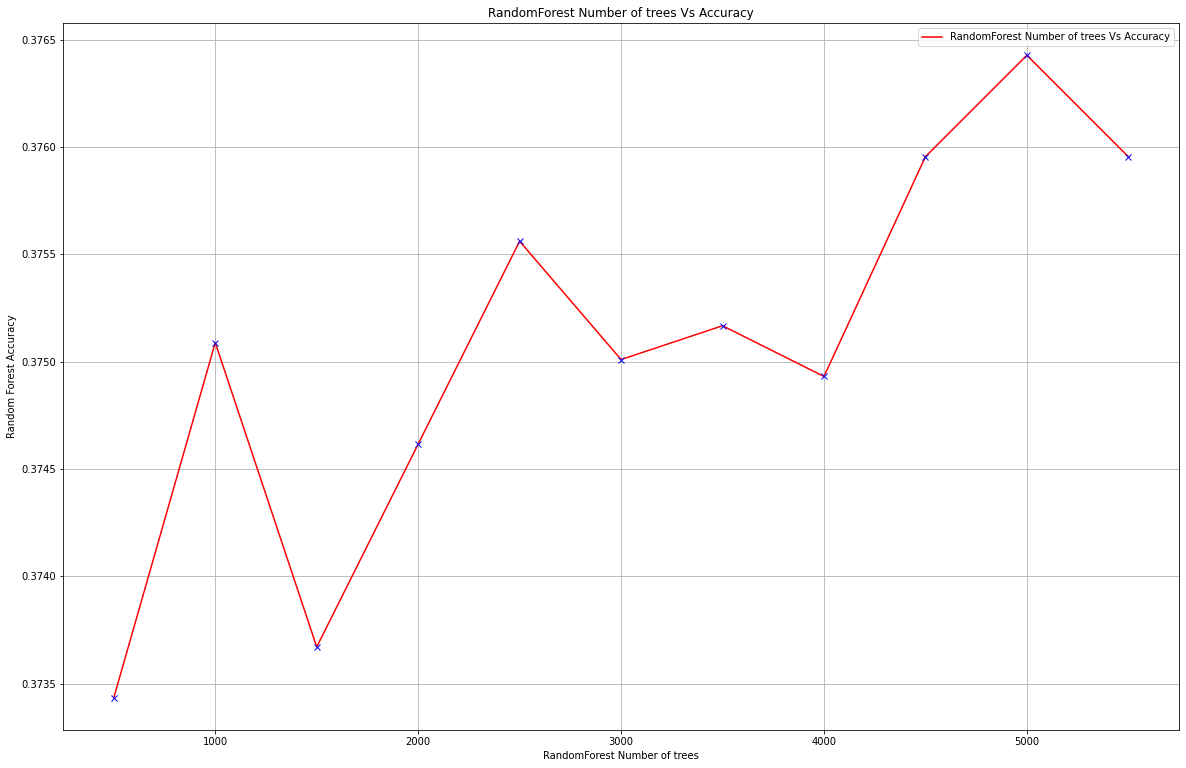 RandomForest Number of trees Vs Accuracy
RandomForest Number of trees Vs Accuracy
0.3765
0.3760
0.3755
0.3750
0.3745
0.3740
0.3735
Random Forest Accuracy
1000 2000 3000 4000 5000
RandomForest Number of trees